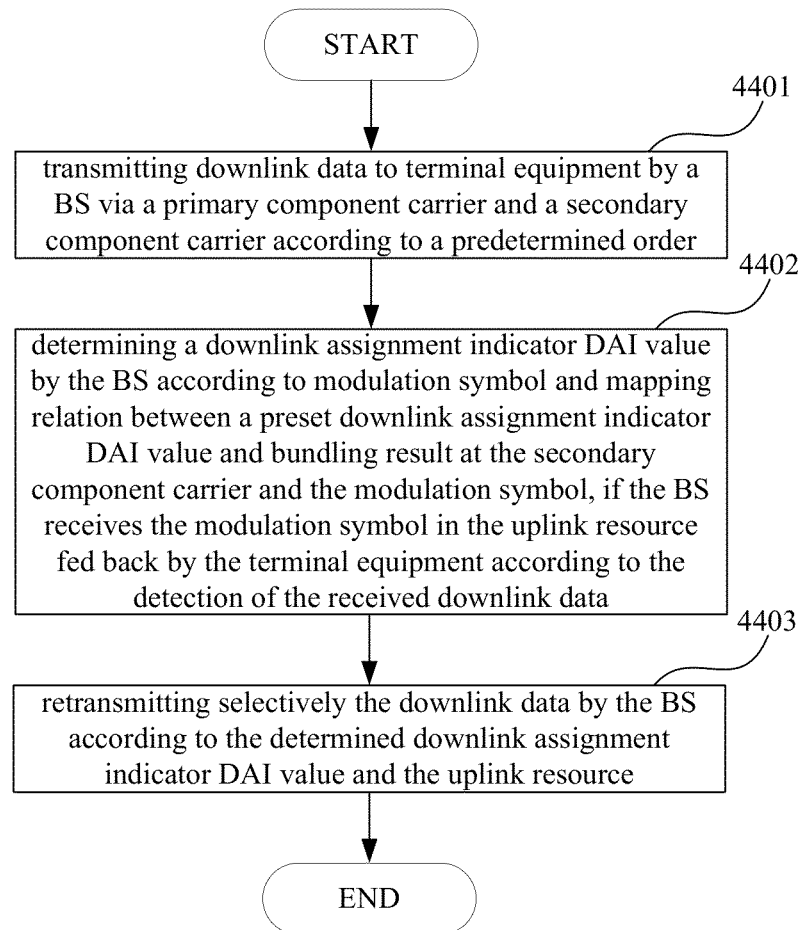 START
4401
transmitting downlink data to terminal equipment by a
BS via a primary component carrier and a secondary
component carrier according to a predetermined order
4402
determining a downlink assignment indicator DAI value
by the BS according to modulation symbol and mapping
relation between a preset downlink assignment indicator
DAI value and bundling result at the secondary
component carrier and the modulation symbol, if the BS
receives the modulation symbol in the uplink resource
fed back by the terminal equipment according to the
detection of the received downlink data
4403
retransmitting selectively the downlink data by the BS
according to the determined downlink assignment
indicator DAI value and the uplink resource
END